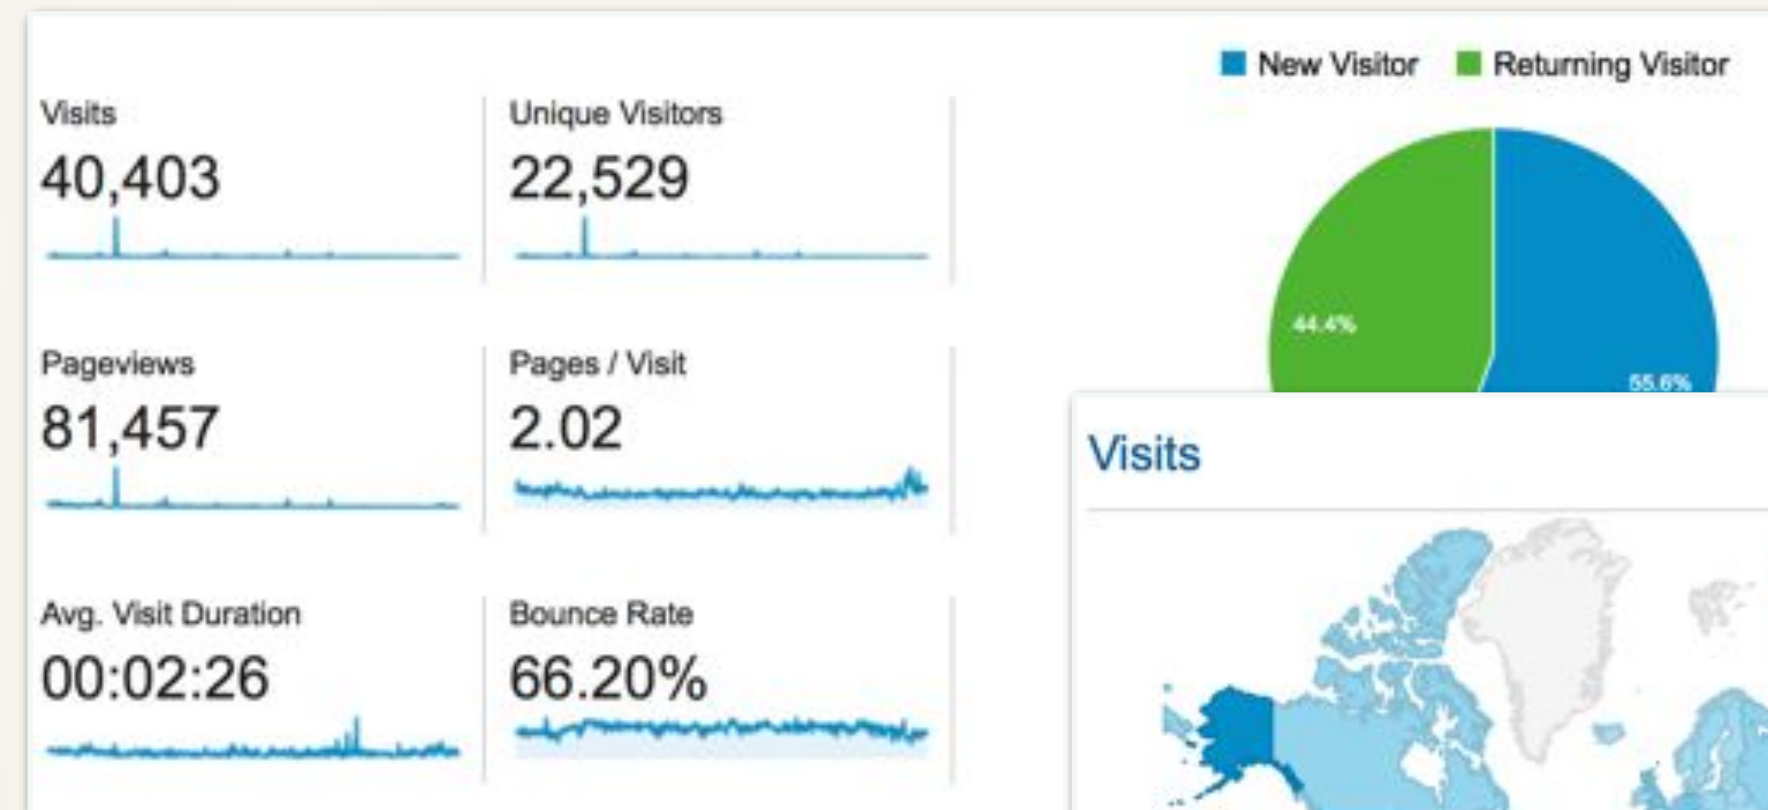 New Visitor Returning Visitor
Visits
40,403
Unique Visitors
22,529
44.4%
55.6%
Pageviews
81,457
Pages / Visit
2.02
Visits
Avg. Visit Duration
00:02:26
Bounce Rate
66.20%